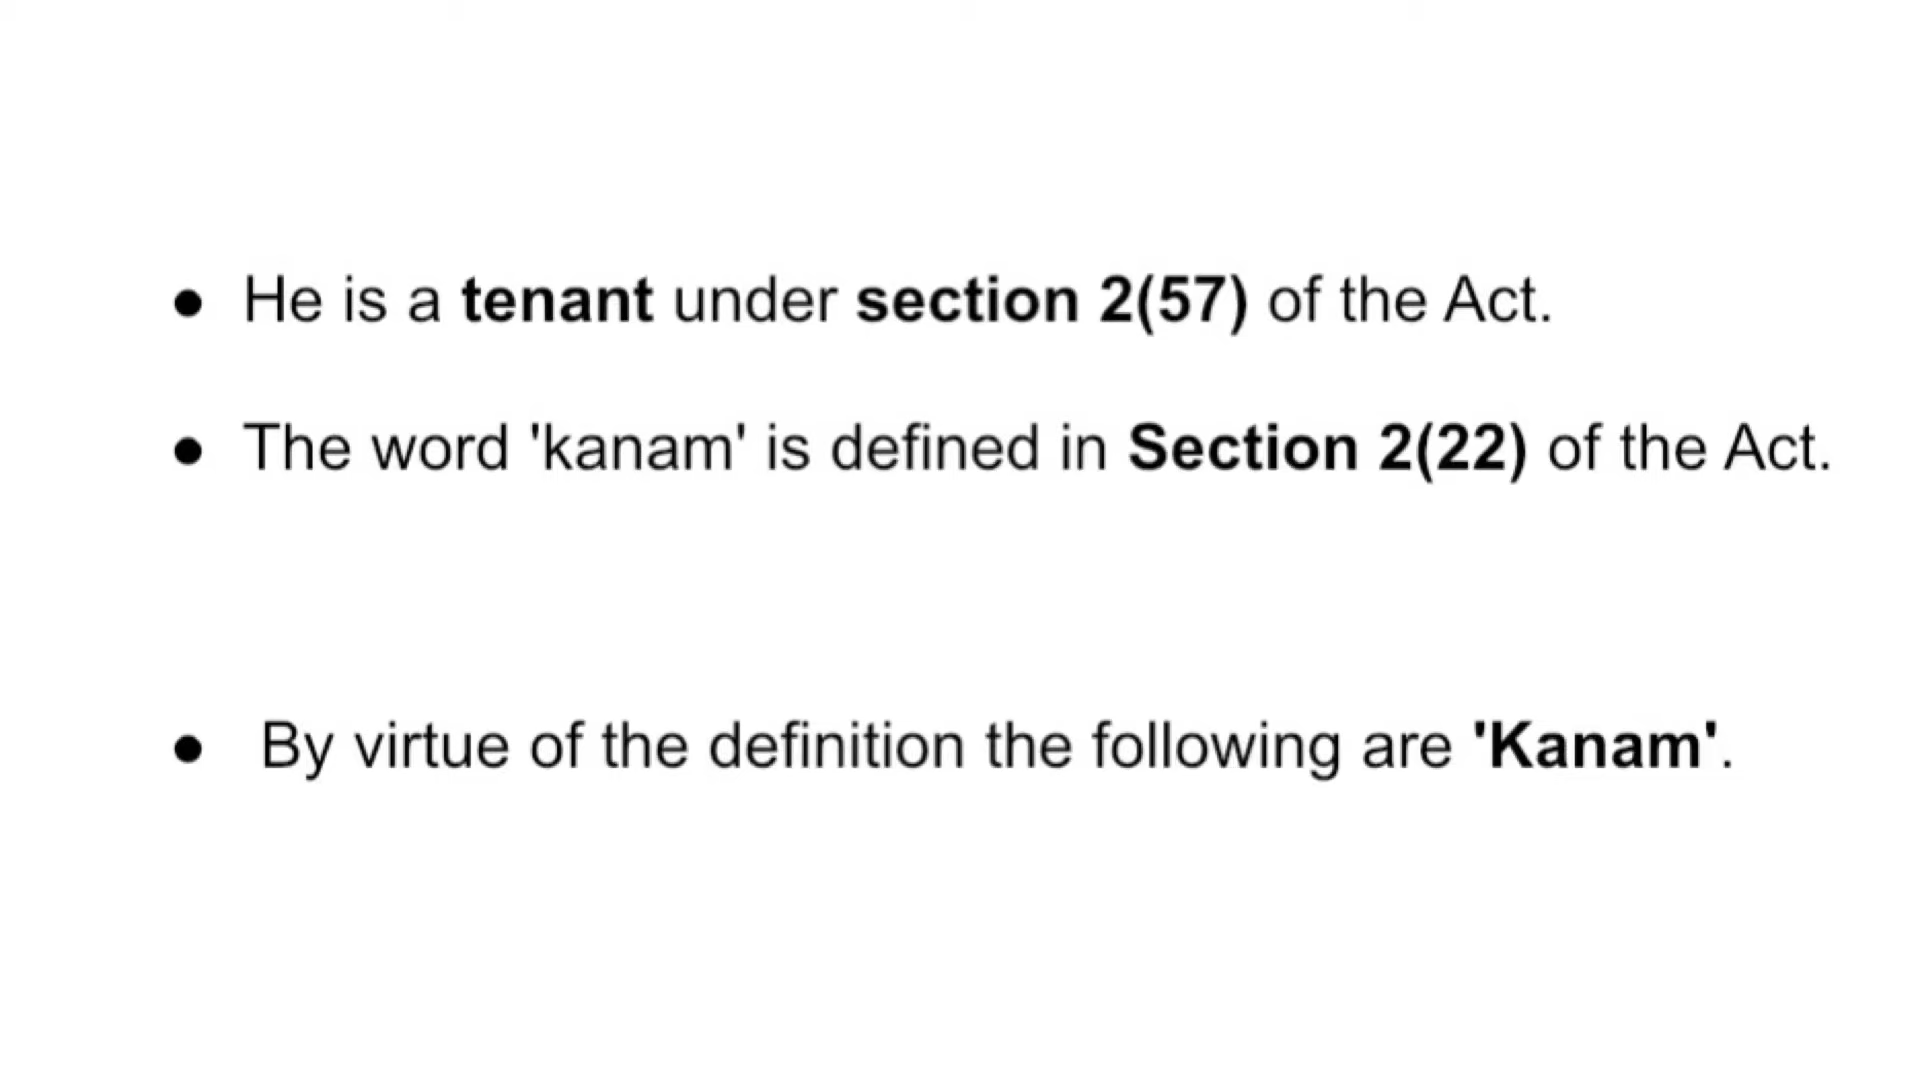 ● He is a tenant under section 2(57) of the Act.
● The word 'kanam' is defined in Section 2(22) of the Act.
● By virtue of the definition the following are 'Kanam'.